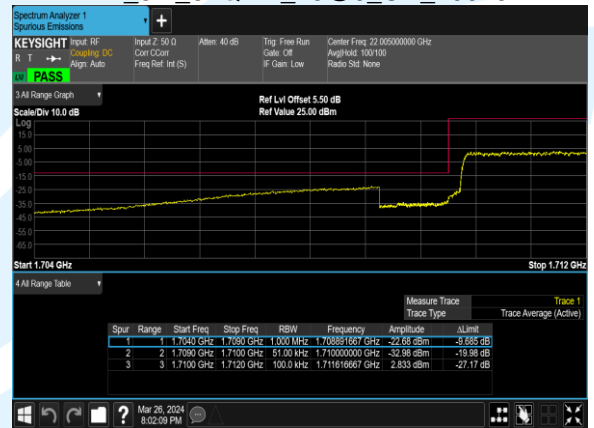 Spectrum Analyzer 1
Spurious Emissions
KEYSIGHT Input: RF Input Z: 50 Ω Atten: 40 dB Trig: Free Run Center Freq: 22.005000000 GHz
R T Coupling: DC Corr CCorr Gate: Off Avg|Hold: 100/100
Align: Auto Freq Ref: Int (S) IF Gain: Low Radio Std: None
LV PASS
3 All Range Graph
Ref Lvl Offset 5.50 dB
Scale/Div 10.0 dB Ref Value 25.00 dBm
Log
15.0
5.00
-5.00
-15.0
-25.0
-35.0
-45.0
-55.0
-65.0
Start 1.704 GHz Stop 1.712 GHz
4 All Range Table
Measure Trace Trace 1
Trace Type Trace Average (Active)
Spur Range Start Freq Stop Freq RBW Frequency Amplitude ΔLimit
1 1 1.7040 GHz 1.7090 GHz 1.000 MHz 1.708891667 GHz -22.68 dBm -9.685 dB
2 2 1.7090 GHz 1.7100 GHz 51.00 kHz 1.710000000 GHz -32.98 dBm -19.98 dB
3 3 1.7100 GHz 1.7120 GHz 100.0 kHz 1.711616667 GHz 2.833 dBm -27.17 dB
? Mar 26, 2024
8:02:09 PM